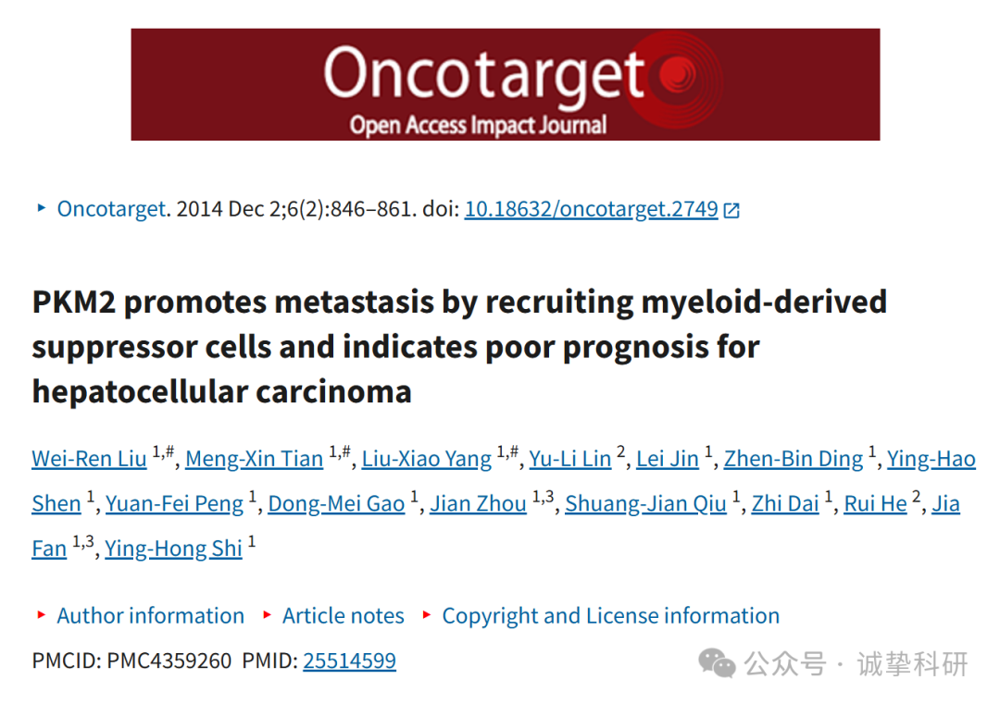 Oncotarget
Open Access Impact Journal
Oncotarget. 2014 Dec 2;6(2):846–861. doi: 10.18632/oncotarget.2749
PKM2 promotes metastasis by recruiting myeloid-derived
suppressor cells and indicates poor prognosis for
hepatocellular carcinoma
Wei-Ren Liu 1,#, Meng-Xin Tian 1,#, Liu-Xiao Yang 1,#, Yu-Li Lin 2, Lei Jin 1, Zhen-Bin Ding 1, Ying-Hao
Shen 1, Yuan-Fei Peng 1, Dong-Mei Gao 1, Jian Zhou 1,3, Shuang-Jian Qiu 1, Zhi Dai 1, Rui He 2, Jia
Fan 1,3, Ying-Hong Shi 1
Author information Article notes Copyright and License information
PMCID: PMC4359260 PMID: 25514599
公众号 · 诚挚科研